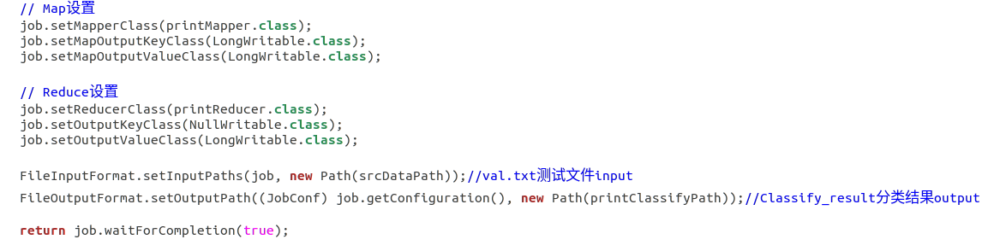 // Map设置
job.setMapperClass(printMapper.class);
job.setMapOutputKeyClass(LongWritable.class);
job.setMapOutputValueClass(LongWritable.class);
// Reduce设置
job.setReducerClass(printReducer.class);
job.setOutputKeyClass(NullWritable.class);
job.setOutputValueClass(LongWritable.class);
FileInputFormat.setInputPaths(job, new Path(srcDataPath));//val.txt测试文件input
FileOutputFormat.setOutputPath((JobConf) job.getConfiguration(), new Path(printClassifyPath));//Classify_result分类结果output
return job.waitForCompletion(true);